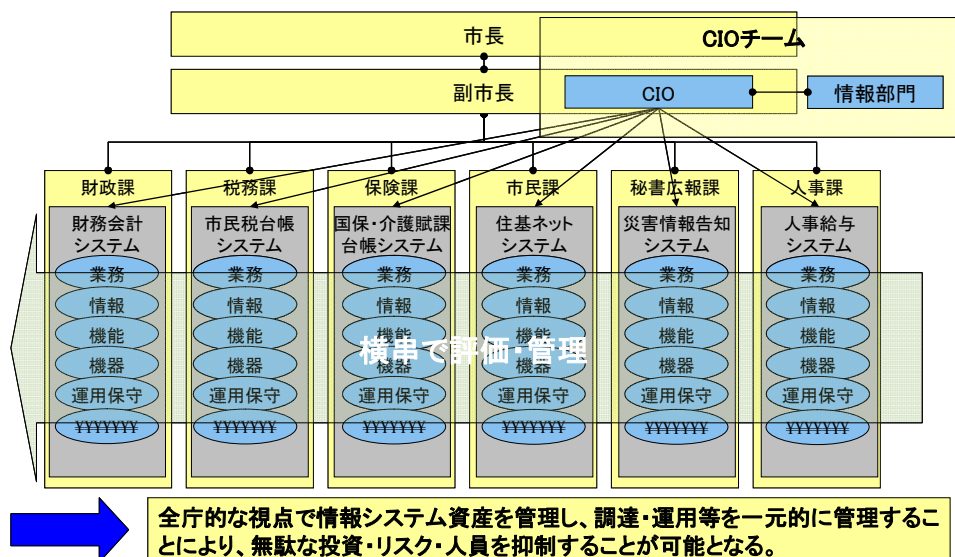 市長
CIOチーム
副市長
CIO
情報部門
財政課
税務課
保険課
市民課
秘書広報課
人事課
財務会計
システム
市民税台帳
システム
国保・介護賦課
台帳システム
住基ネット
システム
災害情報告知
システム
人事給与
システム
業務
業務
業務
業務
業務
業務
情報
情報
情報
情報
情報
情報
機能
機能
機能
機能
機能
機能
横串で評価・管理
機器
機器
機器
機器
機器
機器
運用保守
運用保守
運用保守
運用保守
運用保守
運用保守
¥¥¥¥¥¥¥
¥¥¥¥¥¥¥
¥¥¥¥¥¥¥
¥¥¥¥¥¥¥
¥¥¥¥¥¥¥
¥¥¥¥¥¥¥
全庁的な視点で情報システム資産を管理し、調達・運用等を一元的に管理するこ
とにより、無駄な投資・リスク・人員を抑制することが可能となる。